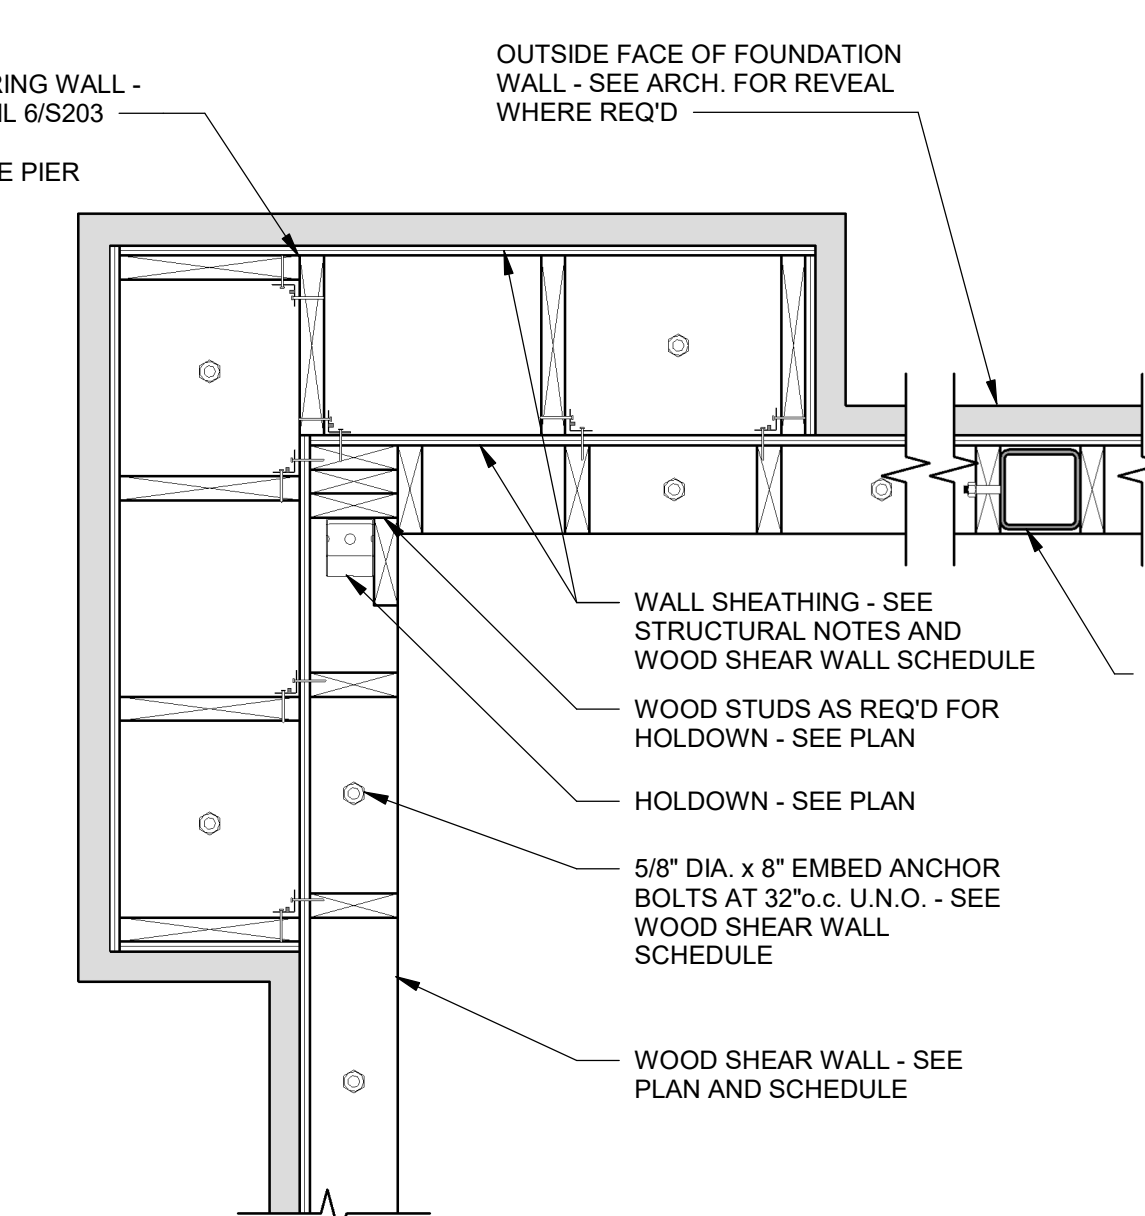 RING WALL -
IL 6/S203
E PIER
OUTSIDE FACE OF FOUNDATION
WALL - SEE ARCH. FOR REVEAL
WHERE REQ'D
WALL SHEATHING - SEE
STRUCTURAL NOTES AND
WOOD SHEAR WALL SCHEDULE
WOOD STUDS AS REQ'D FOR
HOLDOWN - SEE PLAN
HOLDOWN - SEE PLAN
5/8" DIA. x 8" EMBED ANCHOR
BOLTS AT 32"o.c. U.N.O. - SEE
WOOD SHEAR WALL
SCHEDULE
WOOD SHEAR WALL - SEE
PLAN AND SCHEDULE